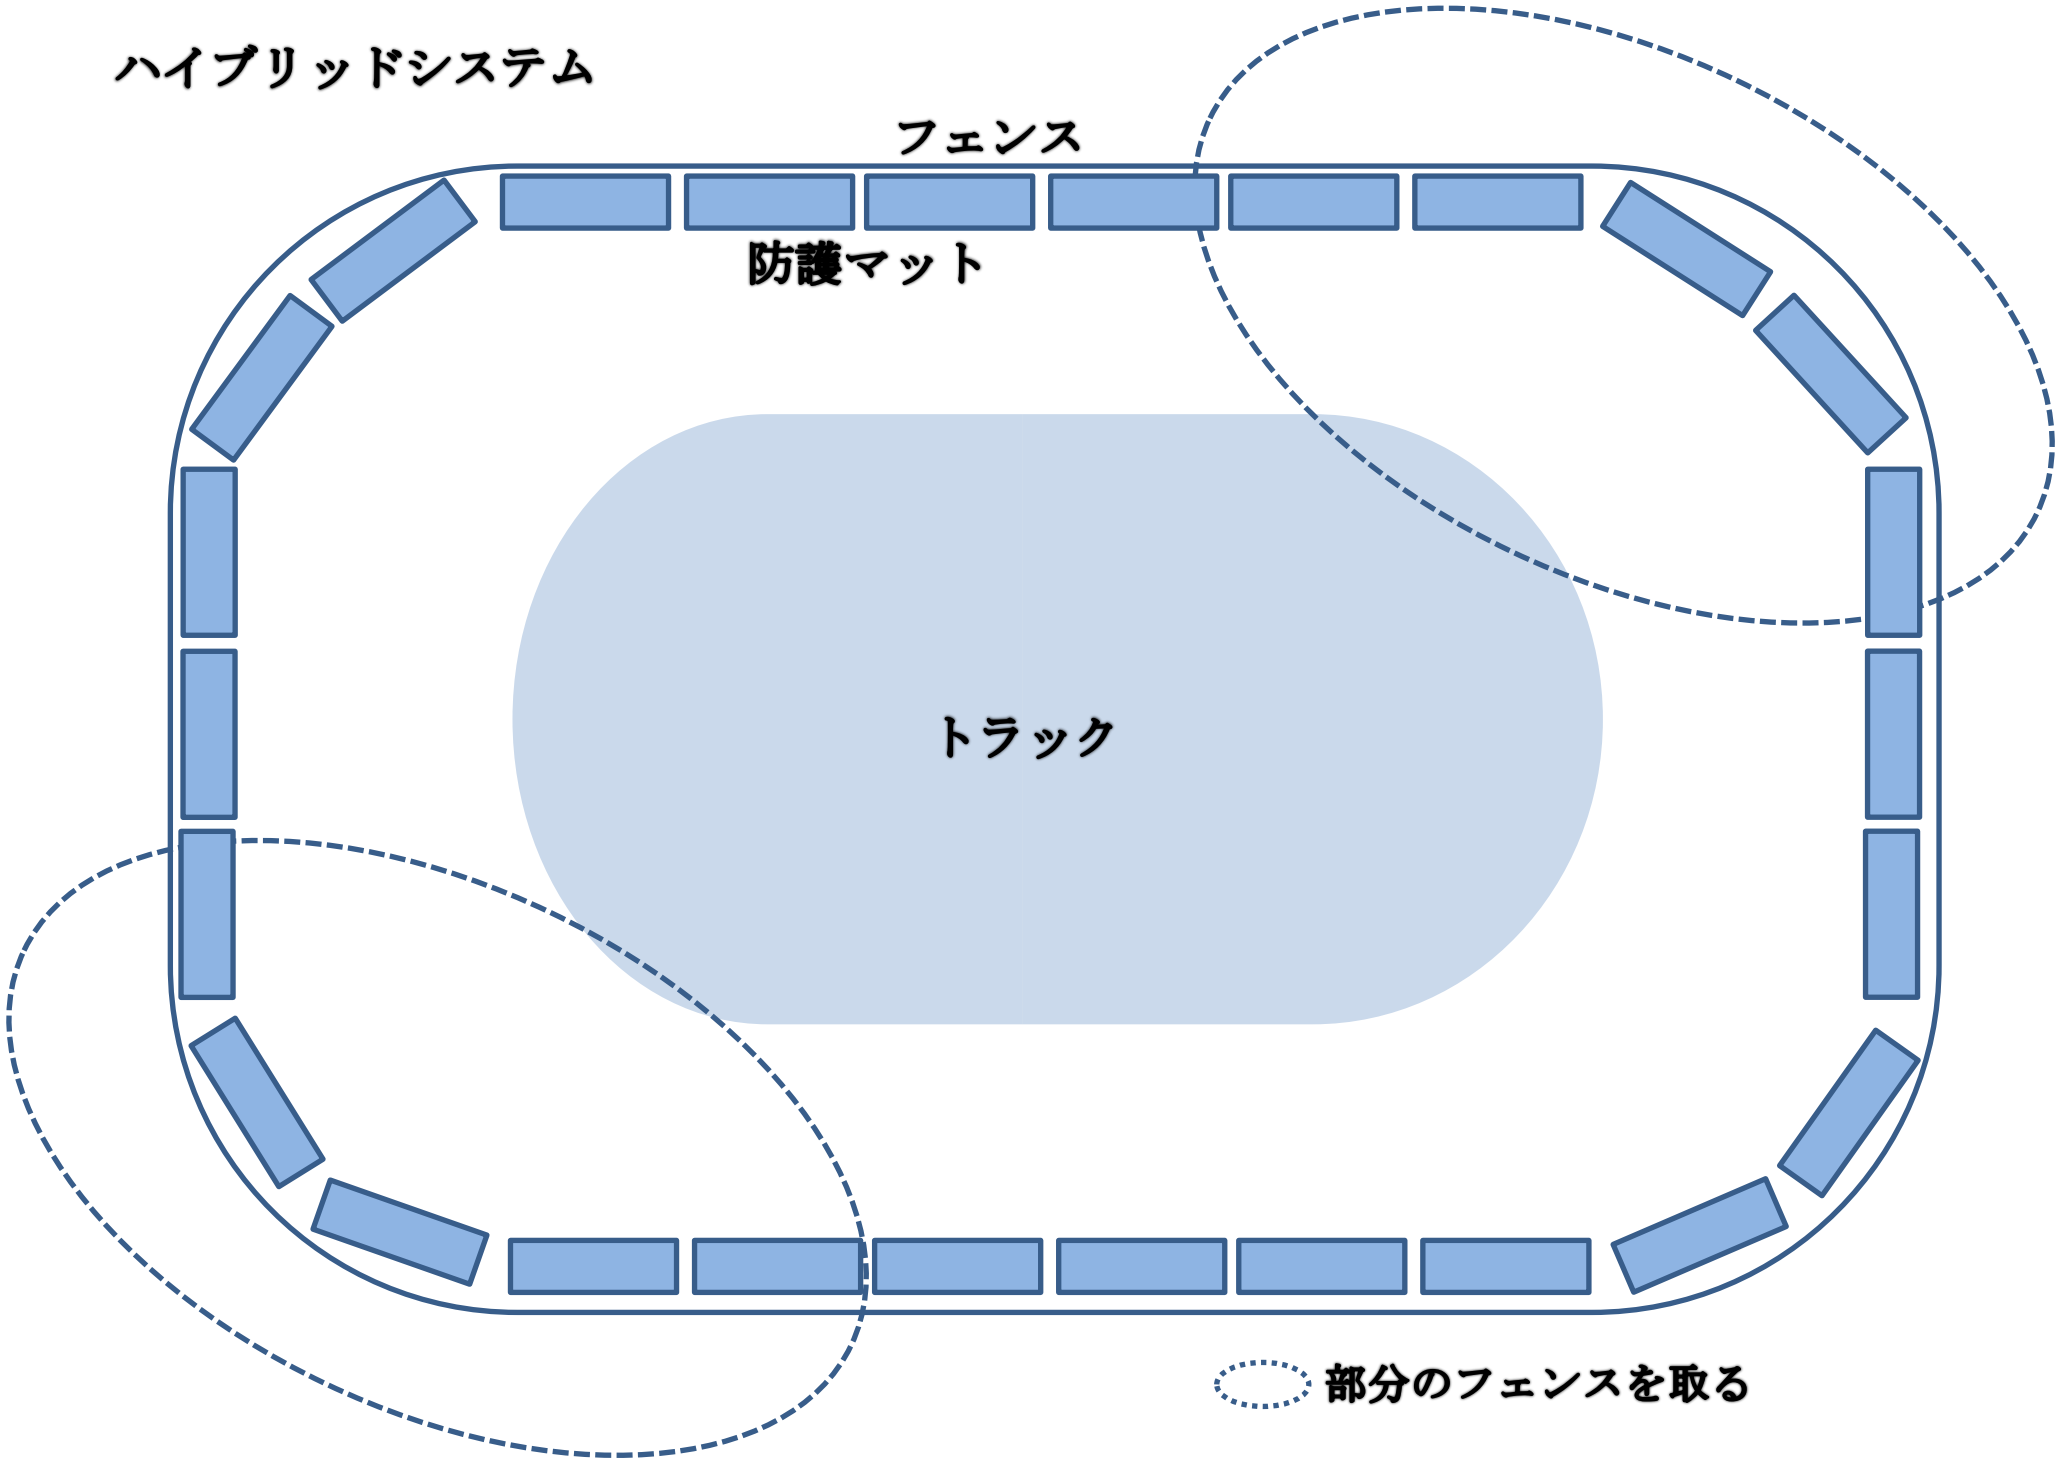 ハイブリッドシステム
フェンス
防護マット
トラック
部分のフェンスを取る